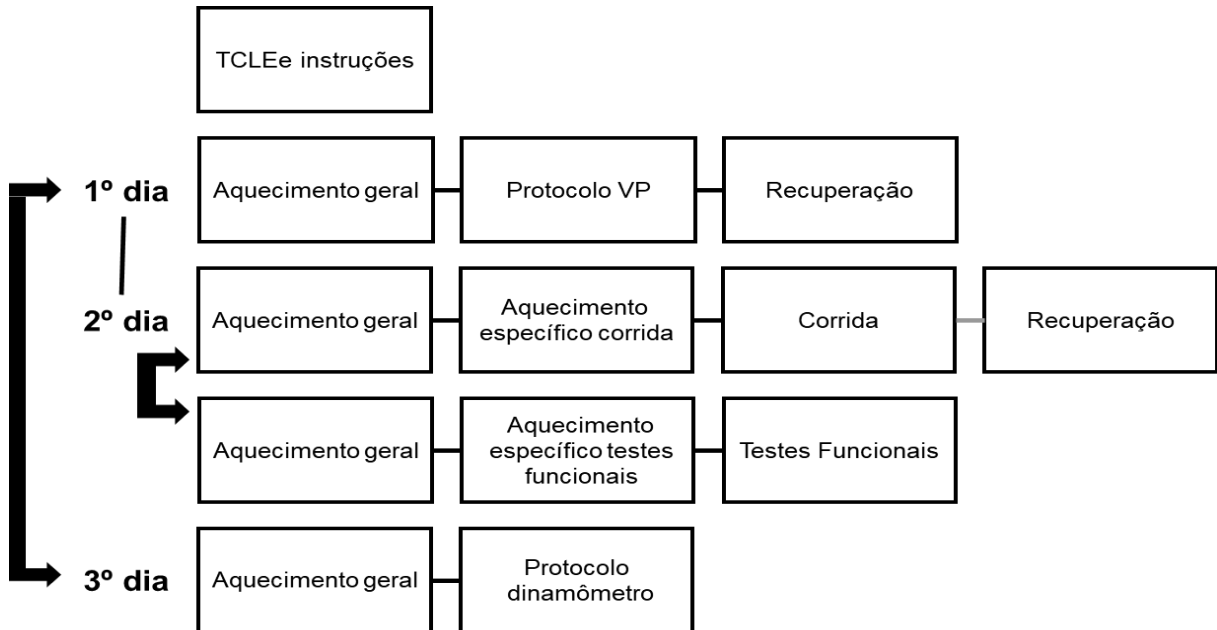 TCLEe instruções
1º dia
Aquecimento geral
Protocolo VP
Recuperação
2º dia
Aquecimento geral
Aquecimento
específico corrida
Corrida
Recuperação
Aquecimento geral
Aquecimento
específico testes
funcionais
Testes Funcionais
3º dia
Aquecimento geral
Protocolo
dinamômetro